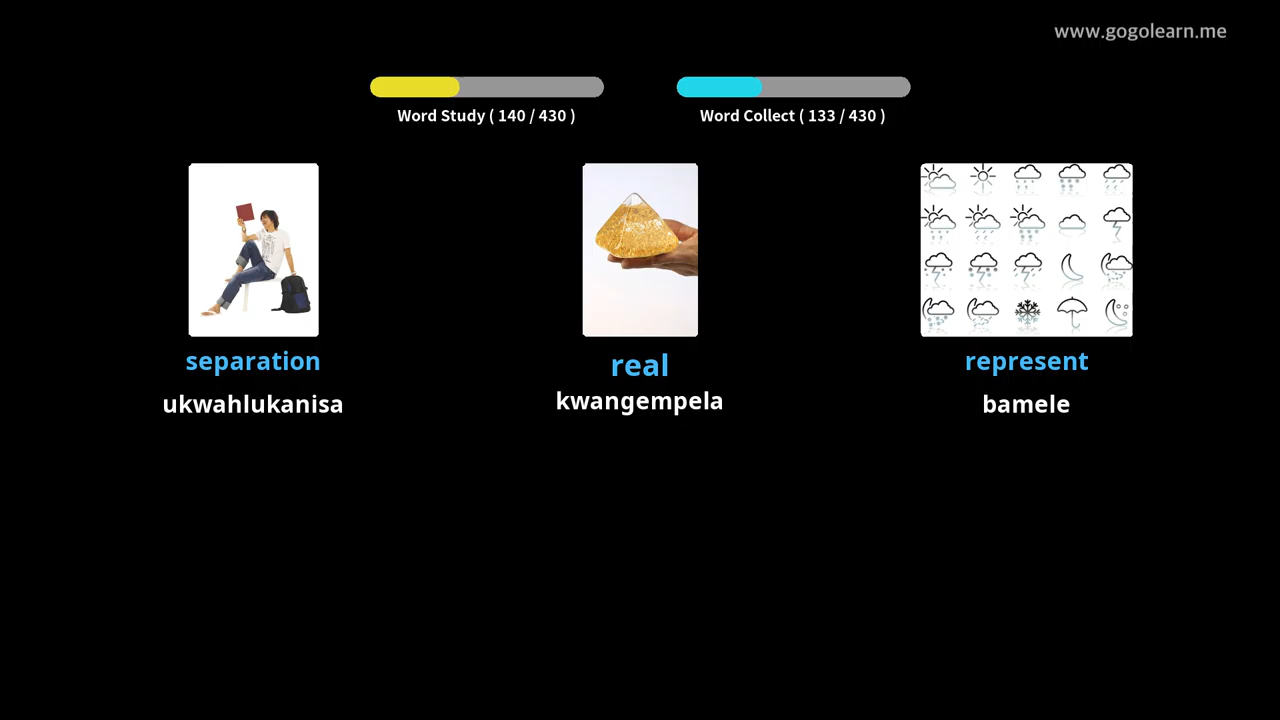 www.gogolearn.me
Word Study ( 140 / 430 )
Word Collect ( 133 / 430 )
separation
ukwahlukanisa
real
kwangempela
represent
bamele